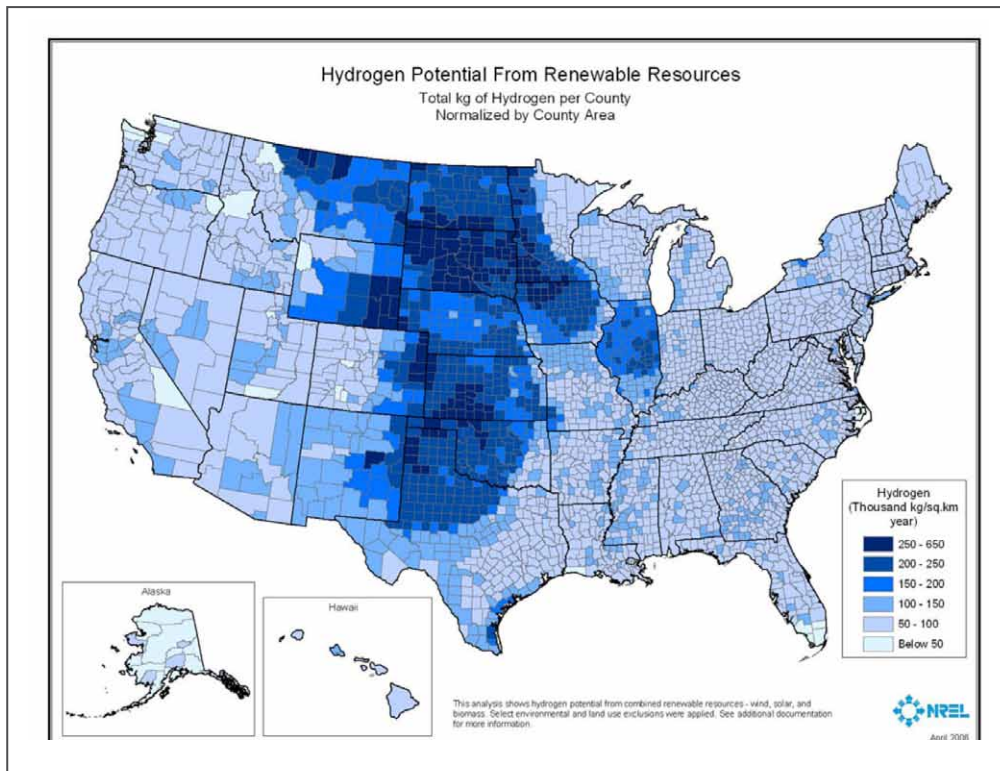 Hydrogen Potential From Renewable Resources
Total kg of Hydrogen per County
Normalized by County Area
Hydrogen
(Thousand kg/sq.km
year)
250 - 650
200 - 250
150 - 200
100 - 150
50 - 100
Below 50
Alaska
Hawaii
This analysis shows hydrogen potential from combined renewable resources - wind, solar, and
biomass. Select environmental and land use exclusions were applied. See additional documentation
for more information.
NREL
April 2006